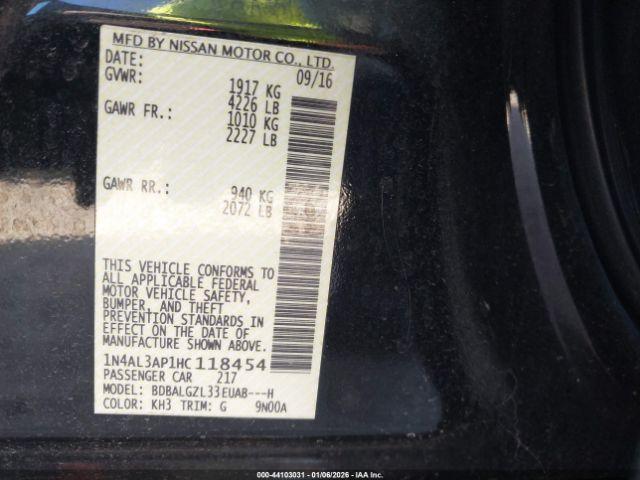 MFD BY NISSAN MOTOR CO., LTD.
DATE: 09/16
GVWR: 1917 KG
4226 LB
GAWR FR.: 1010 KG
2227 LB
GAWR RR.: 940 KG
2072 LB
THIS VEHICLE CONFORMS TO
ALL APPLICABLE FEDERAL
MOTOR VEHICLE SAFETY,
BUMPER, AND THEFT
PREVENTION STANDARDS IN
EFFECT ON THE DATE OF
MANUFACTURE SHOWN ABOVE.
1N4AL3AP1HC118454
PASSENGER CAR 217
MODEL: BDBALGZL33EUAB---H
COLOR: KH3 TRIM: G 9N00A
000-44103031 - 01/06/2026 - IAA Inc.